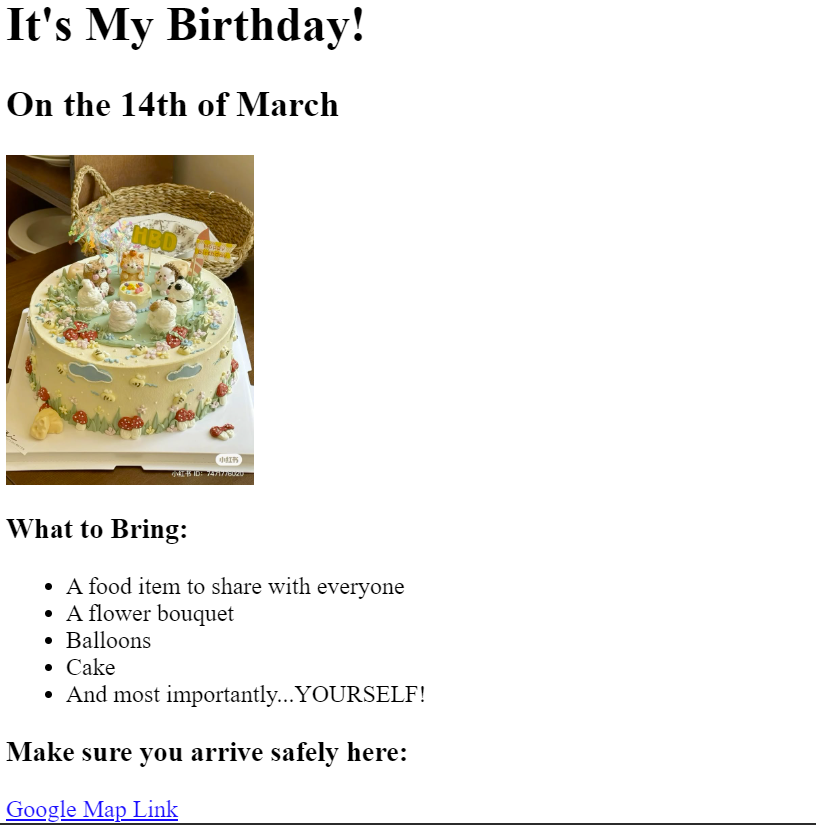 It's My Birthday!
On the 14th of March
HBD
小红书
What to Bring:
A food item to share with everyone
A flower bouquet
Balloons
Cake
And most importantly...YOURSELF!
Make sure you arrive safely here:
Google Map Link